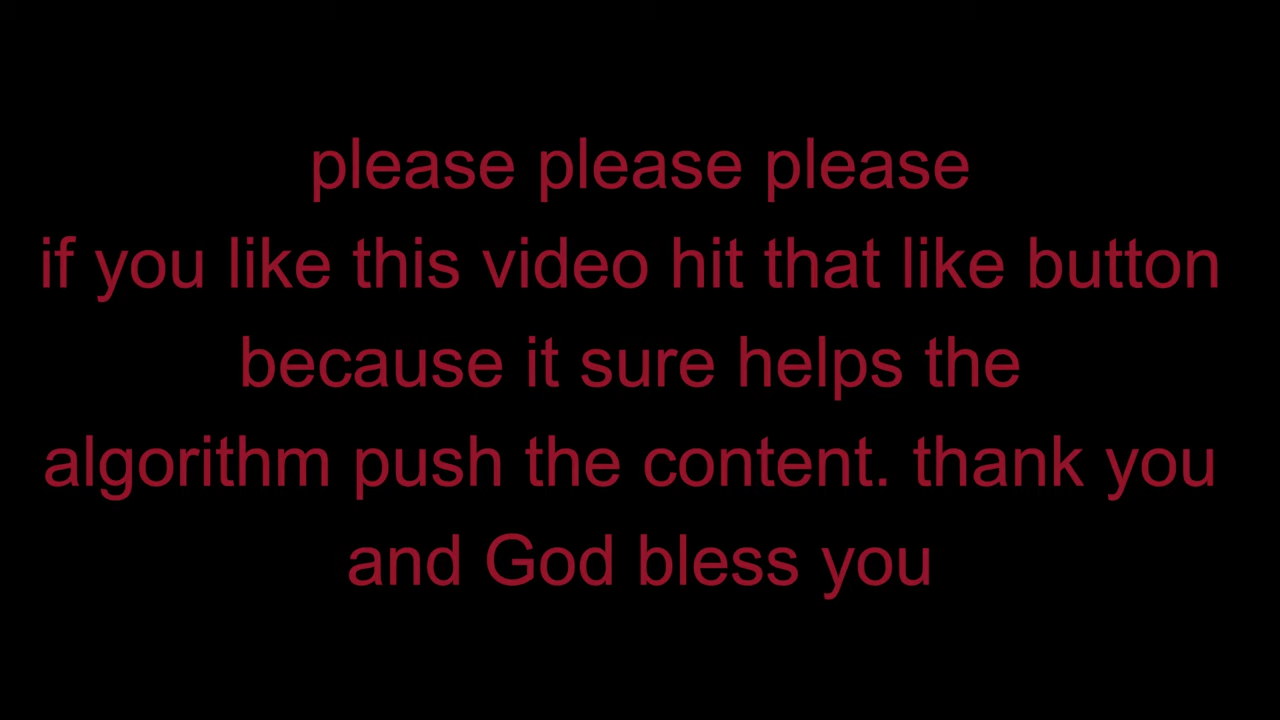 please please please
if you like this video hit that like button
because it sure helps the
algorithm push the content. thank you
and God bless you